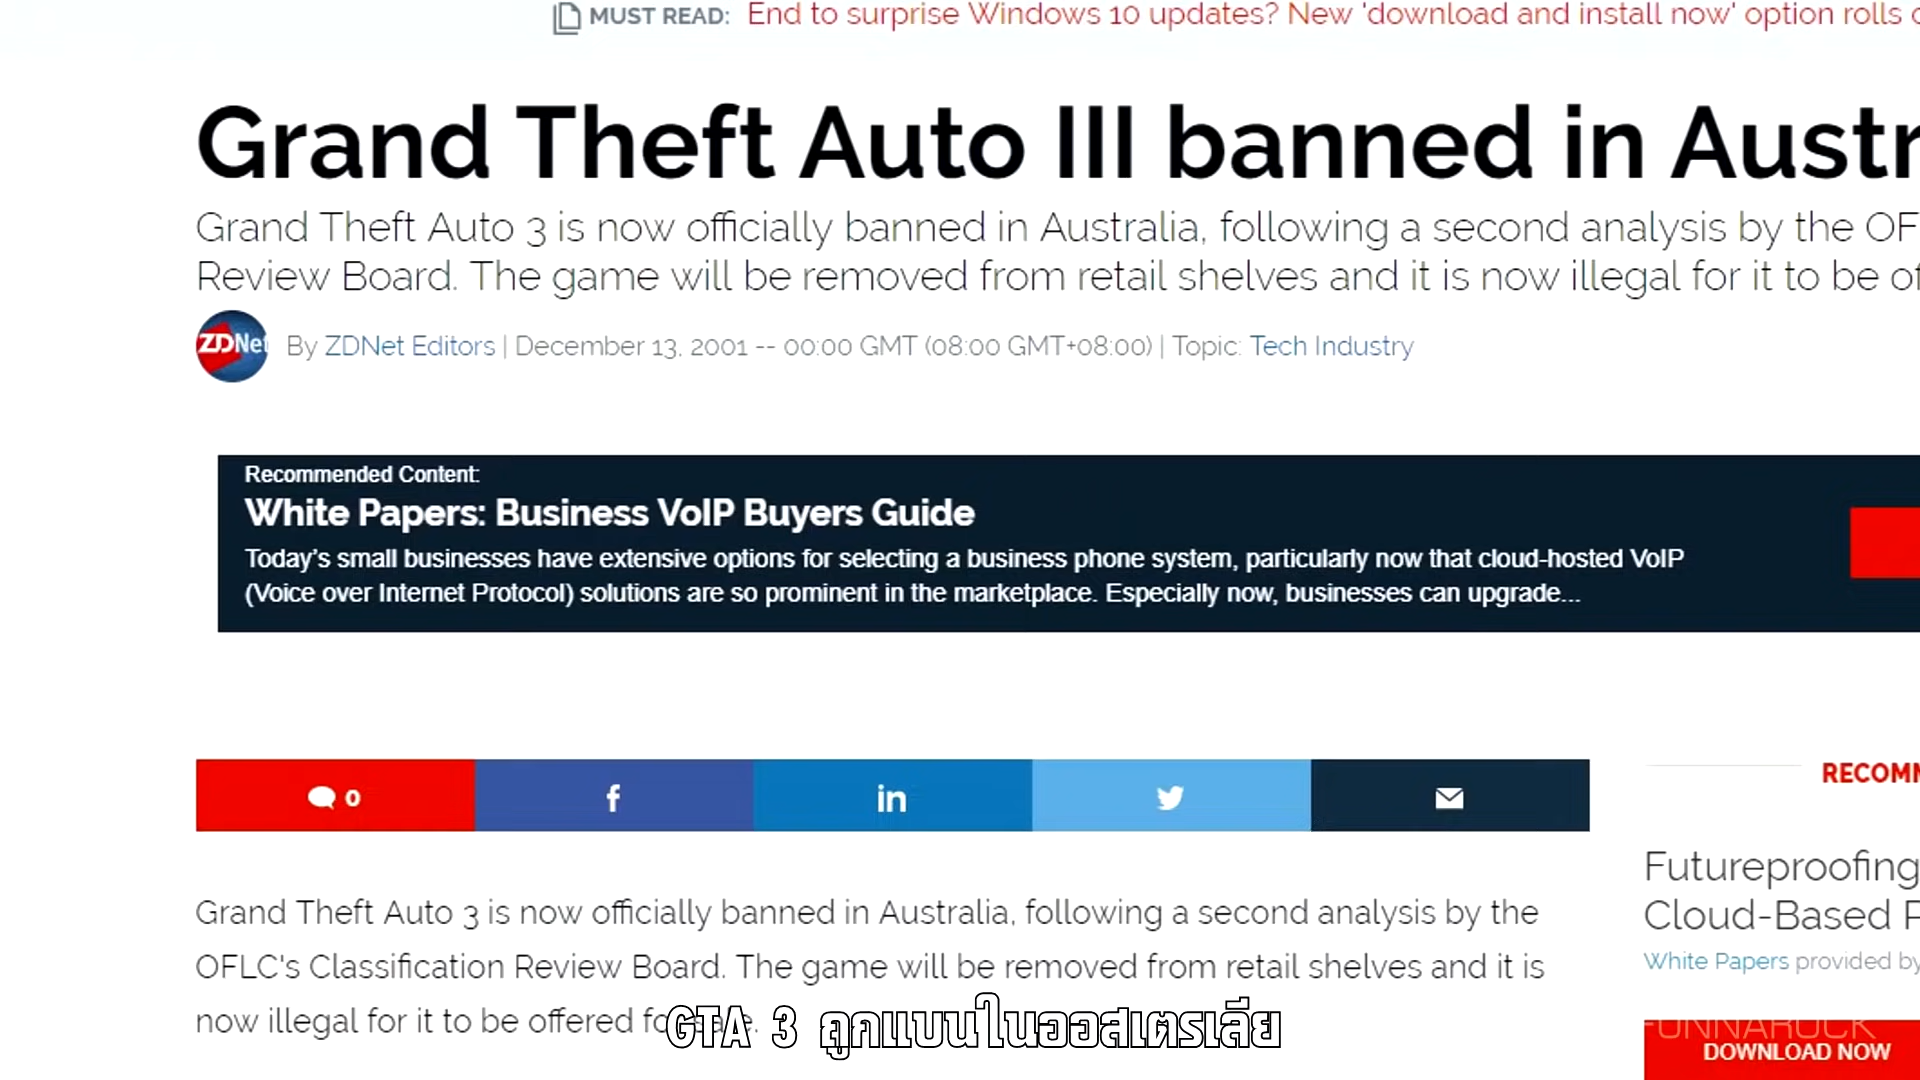 MUST READ: End to surprise Windows 10 updates? New 'download and install now' option rolls
Grand Theft Auto III banned in Austr
Grand Theft Auto 3 is now officially banned in Australia, following a second analysis by the OF
Review Board. The game will be removed from retail shelves and it is now illegal for it to be of
ZDNet
By ZDNet Editors | December 13, 2001 -- 00:00 GMT (08:00 GMT+08:00) | Topic: Tech Industry
Recommended Content:
White Papers: Business VoIP Buyers Guide
Today's small businesses have extensive options for selecting a business phone system, particularly now that cloud-hosted VoIP
(Voice over Internet Protocol) solutions are so prominent in the marketplace. Especially now, businesses can upgrade...
0
RECOMM
Futureproofing
Cloud-Based P
White Papers provided by
Grand Theft Auto 3 is now officially banned in Australia, following a second analysis by the
OFLC's Classification Review Board. The game will be removed from retail shelves and it is
now illegal for it to be offered
GTA 3 ถูกแบนในออสเตรเลีย
DOWNLOAD NOW